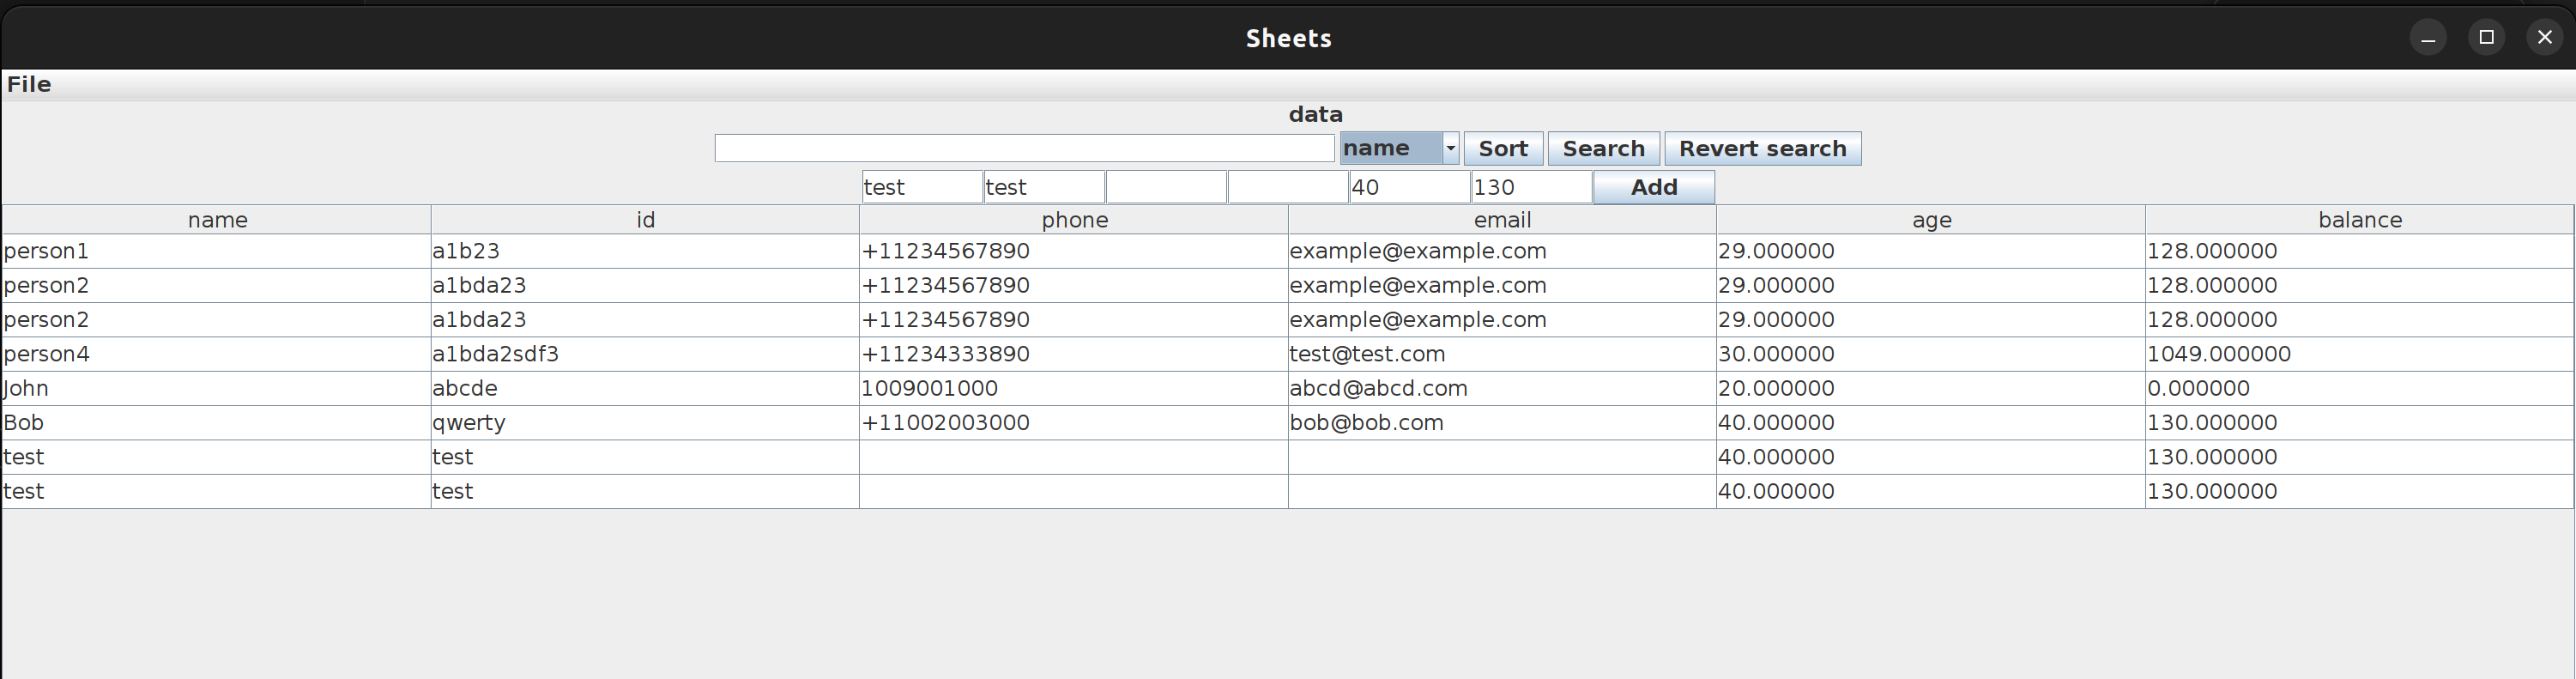 Sheets
File
data
name Sort Search Revert search
test test 40 130 Add
name id phone email age balance
person1 a1b23 +11234567890 example@example.com 29.000000 128.000000
person2 a1bda23 +11234567890 example@example.com 29.000000 128.000000
person2 a1bda23 +11234567890 example@example.com 29.000000 128.000000
person4 a1bda2sdf3 +11234333890 test@test.com 30.000000 1049.000000
John abcde 1009001000 abcd@abcd.com 20.000000 0.000000
Bob qwerty +11002003000 bob@bob.com 40.000000 130.000000
test test 40.000000 130.000000
test test 40.000000 130.000000